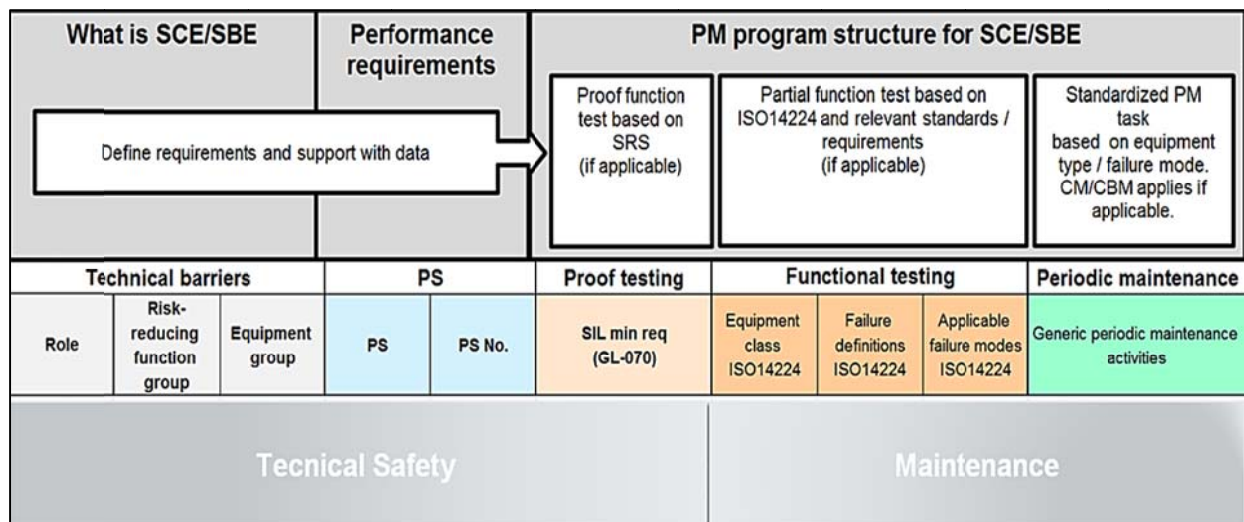 What is SCE/SBE
Performance
requirements
PM program structure for SCE/SBE
Define requirements and support with data
Proof function
test based on
SRS
(if applicable)
Partial function test based on
ISO14224 and relevant standards /
requirements
(if applicable)
Standardized PM
task
based on equipment
type / failure mode.
CM/CBM applies if
applicable.
Technical barriers
PS
Proof testing
Functional testing
Periodic maintenance
Role
Risk-
reducing
function
group
Equipment
group
PS
PS No.
SIL min req
(GL-070)
Equipment
class
ISO14224
Failure
definitions
ISO14224
Applicable
failure modes
ISO14224
Generic periodic maintenance
activities
Tecnical Safety
Maintenance